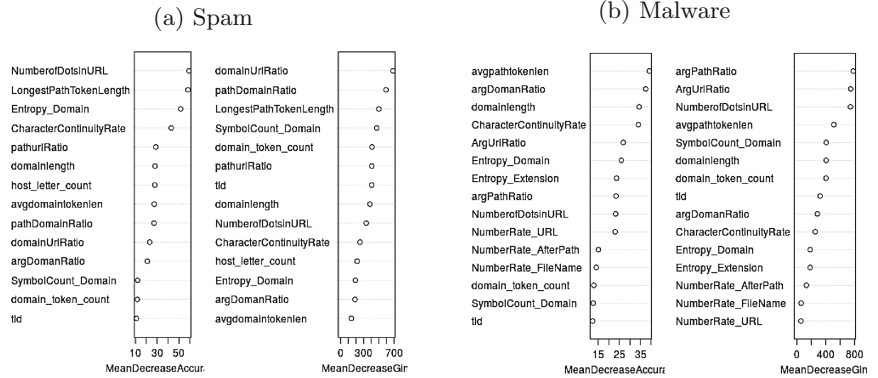 (a) Spam
NumberofDotsinURL
LongestPathTokenLength
Entropy_Domain
CharacterContinuityRate
pathurlRatio
domainlength
host_letter_count
avgdomaintokenlen
pathDomainRatio
domainUrlRatio
argDomanRatio
SymbolCount_Domain
domain_token_count
tld
10 30 50
MeanDecreaseAccura
domainUrlRatio
pathDomainRatio
LongestPathTokenLength
SymbolCount_Domain
domain_token_count
pathurlRatio
tld
domainlength
NumberofDotsinURL
CharacterContinuityRate
host_letter_count
Entropy_Domain
argDomanRatio
avgdomaintokenlen
0 300 700
MeanDecreaseGin
(b) Malware
avgpathtokenlen
argDomanRatio
domainlength
CharacterContinuityRate
ArgUrlRatio
Entropy_Domain
Entropy_Extension
argPathRatio
NumberofDotsinURL
NumberRate_URL
NumberRate_AfterPath
NumberRate_FileName
domain_token_count
SymbolCount_Domain
tld
15 25 35
MeanDecreaseAccura
argPathRatio
ArgUrlRatio
NumberofDotsinURL
avgpathtokenlen
SymbolCount_Domain
domainlength
domain_token_count
tld
argDomanRatio
CharacterContinuityRate
Entropy_Domain
Entropy_Extension
NumberRate_AfterPath
NumberRate_FileName
NumberRate_URL
0 400 800
MeanDecreaseGin